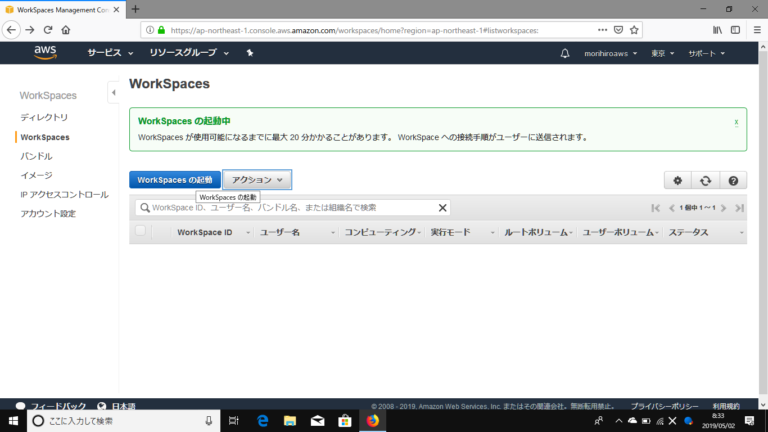 WorkSpaces Management Con
https://ap-northeast-1.console.aws.amazon.com/workspaces/home?region=ap-northeast-1#listworkspaces:
aws
サービス
リソースグループ
morihiroaws
東京
サポート
WorkSpaces
ディレクトリ
WorkSpaces
バンドル
イメージ
IP アクセスコントロール
アカウント設定
WorkSpaces
WorkSpaces の起動中
x
WorkSpaces が使用可能になるまでに最大 20 分かかることがあります。 WorkSpace への接続手順がユーザーに送信されます。
WorkSpaces の起動
アクション
WorkSpaces の起動
WorkSpace ID、ユーザー名、バンドル名、または組織名で検索
1 個中 1 ～ 1
WorkSpace ID
ユーザー名
コンピューティング
実行モード
ルートボリューム
ユーザーボリューム
ステータス
フィードバック
日本語
© 2008 - 2019, Amazon Web Services, Inc. またはその関連会社。無断転用禁止。
プライバシーポリシー
利用規約
ここに入力して検索
8:33
2019/05/02